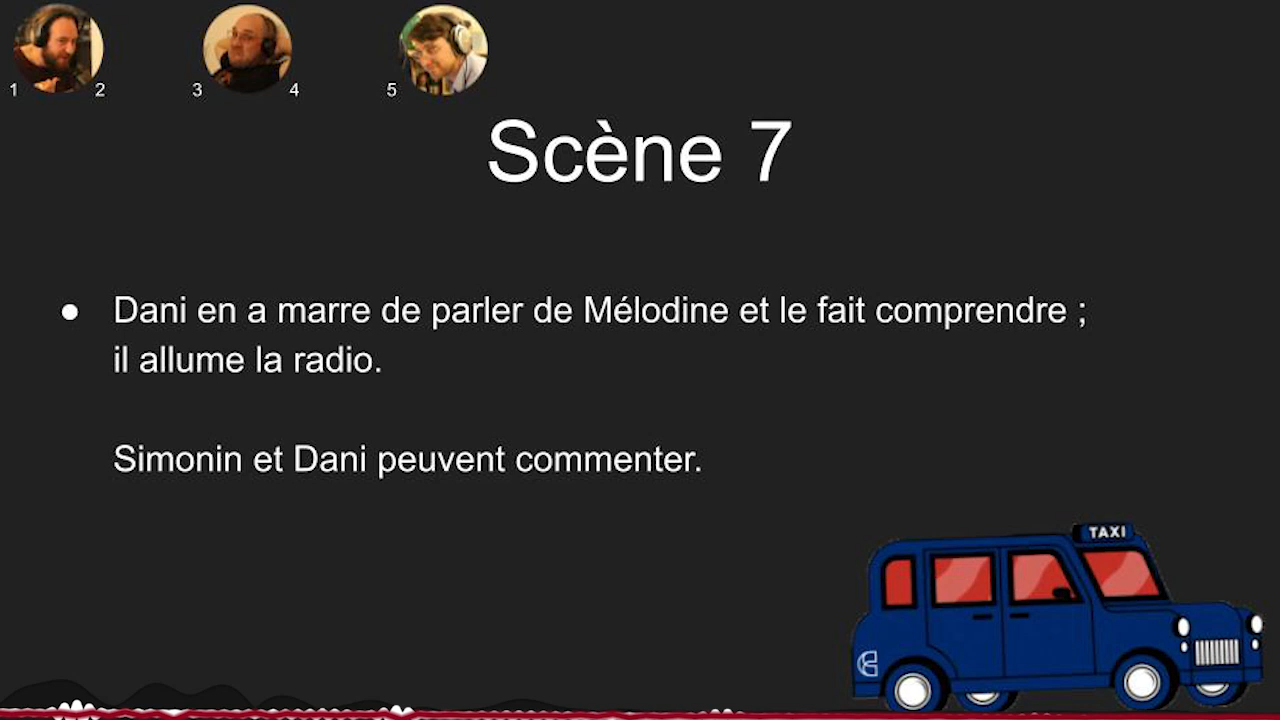 1 2 3 4 5
Scène 7
● Dani en a marre de parler de Mélodine et le fait comprendre ;
il allume la radio.
Simonin et Dani peuvent commenter.
TAXI